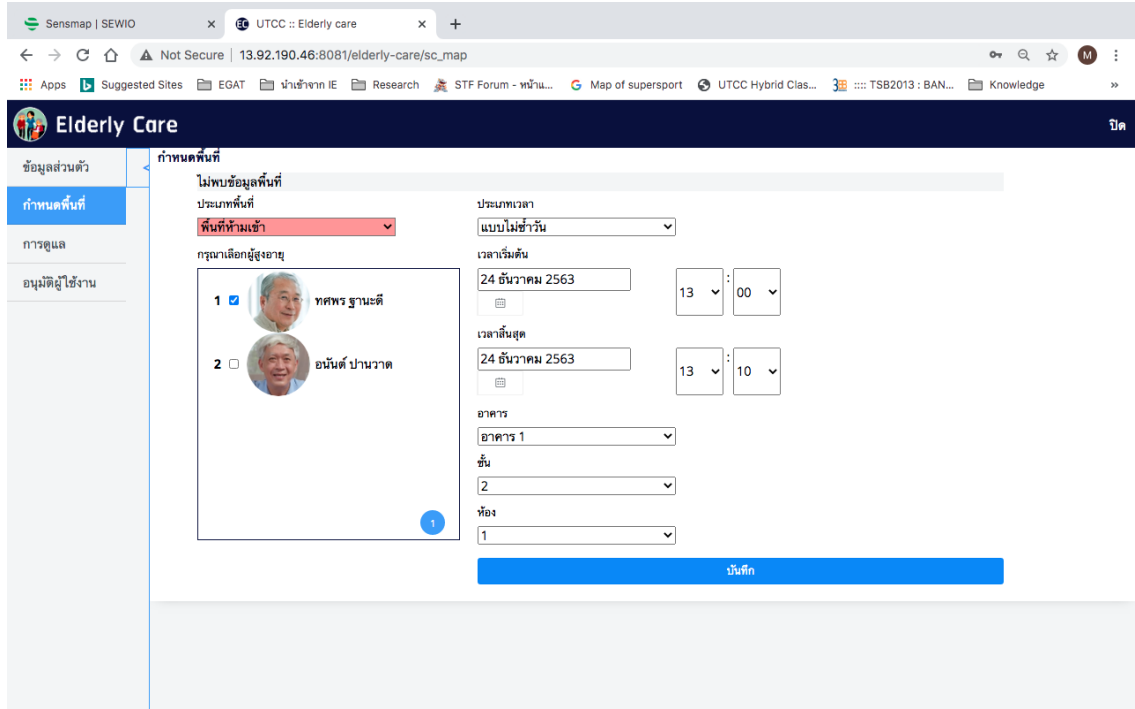 Sensmap | SEWIO
UTCC :: Elderly care
Not Secure | 13.92.190.46:8081/elderly-care/sc_map
M
Apps Suggested Sites EGAT นำเข้าจาก IE Research STF Forum - หน้าแ... Map of supersport UTCC Hybrid Clas... :::: TSB2013 : BAN... Knowledge »
Elderly Care ปิด
ข้อมูลส่วนตัว
กำหนดพื้นที่
การดูแล
อนุมัติผู้ใช้งาน
<
กำหนดพื้นที่
ไม่พบข้อมูลพื้นที่
ประเภทพื้นที่
พื้นที่ห้ามเข้า
กรุณาเลือกผู้สูงอายุ
1 ทศพร ฐานะดี
2 อนันต์ ปานวาด
1
ประเภทเวลา
แบบไม่ซ้ำวัน
เวลาเริ่มต้น
24 ธันวาคม 2563 13 : 00
เวลาสิ้นสุด
24 ธันวาคม 2563 13 : 10
อาคาร
อาคาร 1
ชั้น
2
ห้อง
1
บันทึก